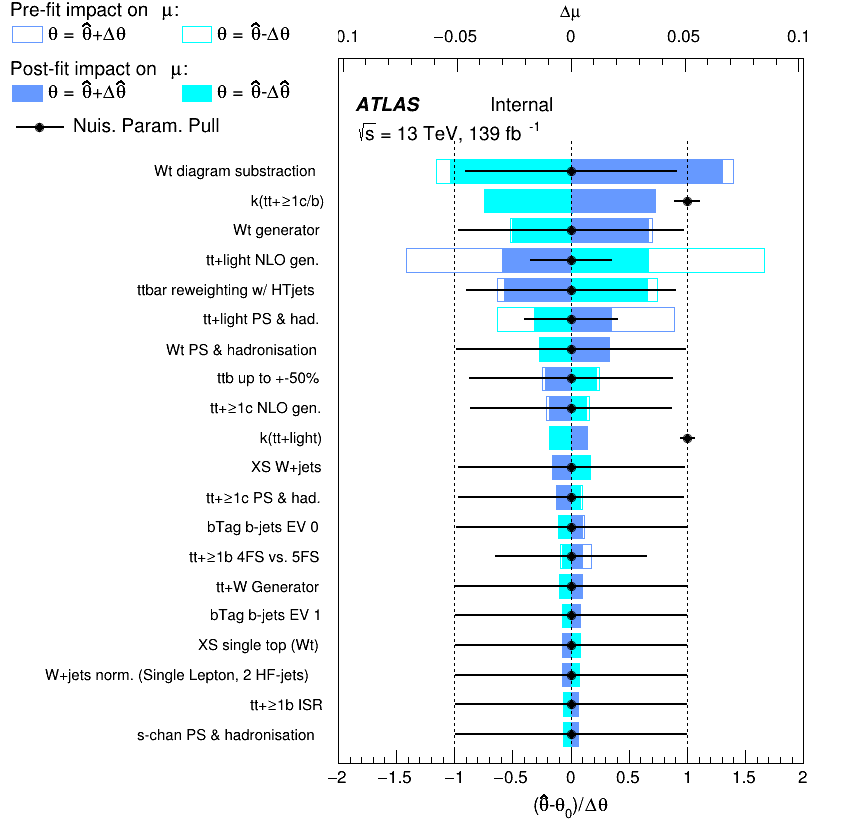 Pre-fit impact on μ:
θ = θ̂+Δθ θ = θ̂-Δθ
Post-fit impact on μ:
θ = θ̂+Δθ̂ θ = θ̂-Δθ̂
Nuis. Param. Pull
Δμ
0.1 −0.05 0 0.05 0.1
ATLAS Internal
√s = 13 TeV, 139 fb⁻¹
Wt diagram substraction
k(tt+≥1c/b)
Wt generator
tt+light NLO gen.
ttbar reweighting w/ HTjets
tt+light PS & had.
Wt PS & hadronisation
ttb up to +-50%
tt+≥1c NLO gen.
k(tt+light)
XS W+jets
tt+≥1c PS & had.
bTag b-jets EV 0
tt+≥1b 4FS vs. 5FS
tt+W Generator
bTag b-jets EV 1
XS single top (Wt)
W+jets norm. (Single Lepton, 2 HF-jets)
tt+≥1b ISR
s-chan PS & hadronisation
−2 −1.5 −1 −0.5 0 0.5 1 1.5 2
(θ̂-θ₀)/Δθ